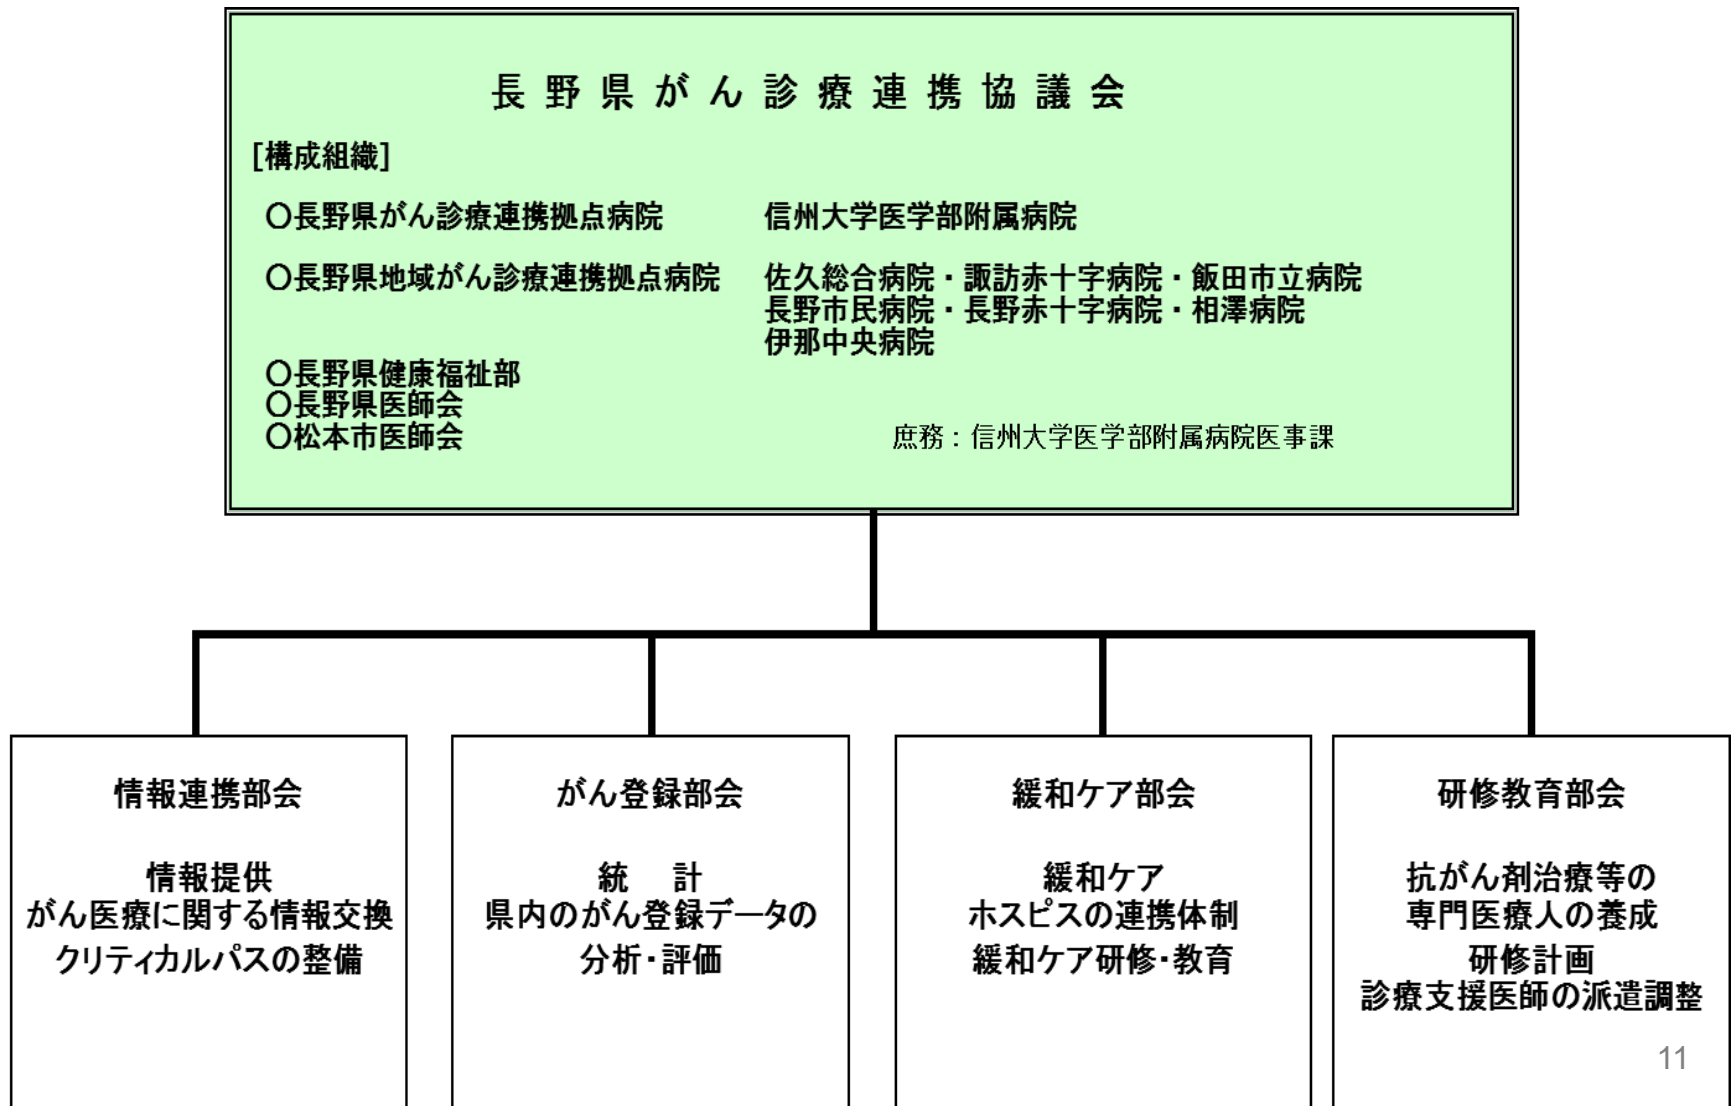 長野県がん診療連携協議会
[構成組織]
〇長野県がん診療連携拠点病院 信州大学医学部附属病院
〇長野県地域がん診療連携拠点病院 佐久総合病院・諏訪赤十字病院・飯田市立病院
長野市民病院・長野赤十字病院・相澤病院
伊那中央病院
〇長野県健康福祉部
〇長野県医師会
〇松本市医師会
庶務：信州大学医学部附属病院医事課
情報連携部会
情報提供
がん医療に関する情報交換
クリティカルパスの整備
がん登録部会
統 計
県内のがん登録データの
分析・評価
緩和ケア部会
緩和ケア
ホスピスの連携体制
緩和ケア研修・教育
研修教育部会
抗がん剤治療等の
専門医療人の養成
研修計画
診療支援医師の派遣調整
11